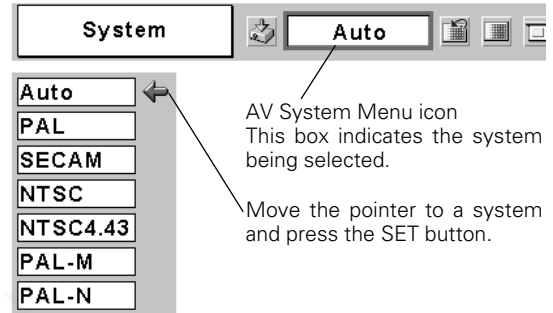 System
Auto
Auto
PAL
SECAM
NTSC
NTSC4.43
PAL-M
PAL-N
AV System Menu icon
This box indicates the system
being selected.
Move the pointer to a system
and press the SET button.